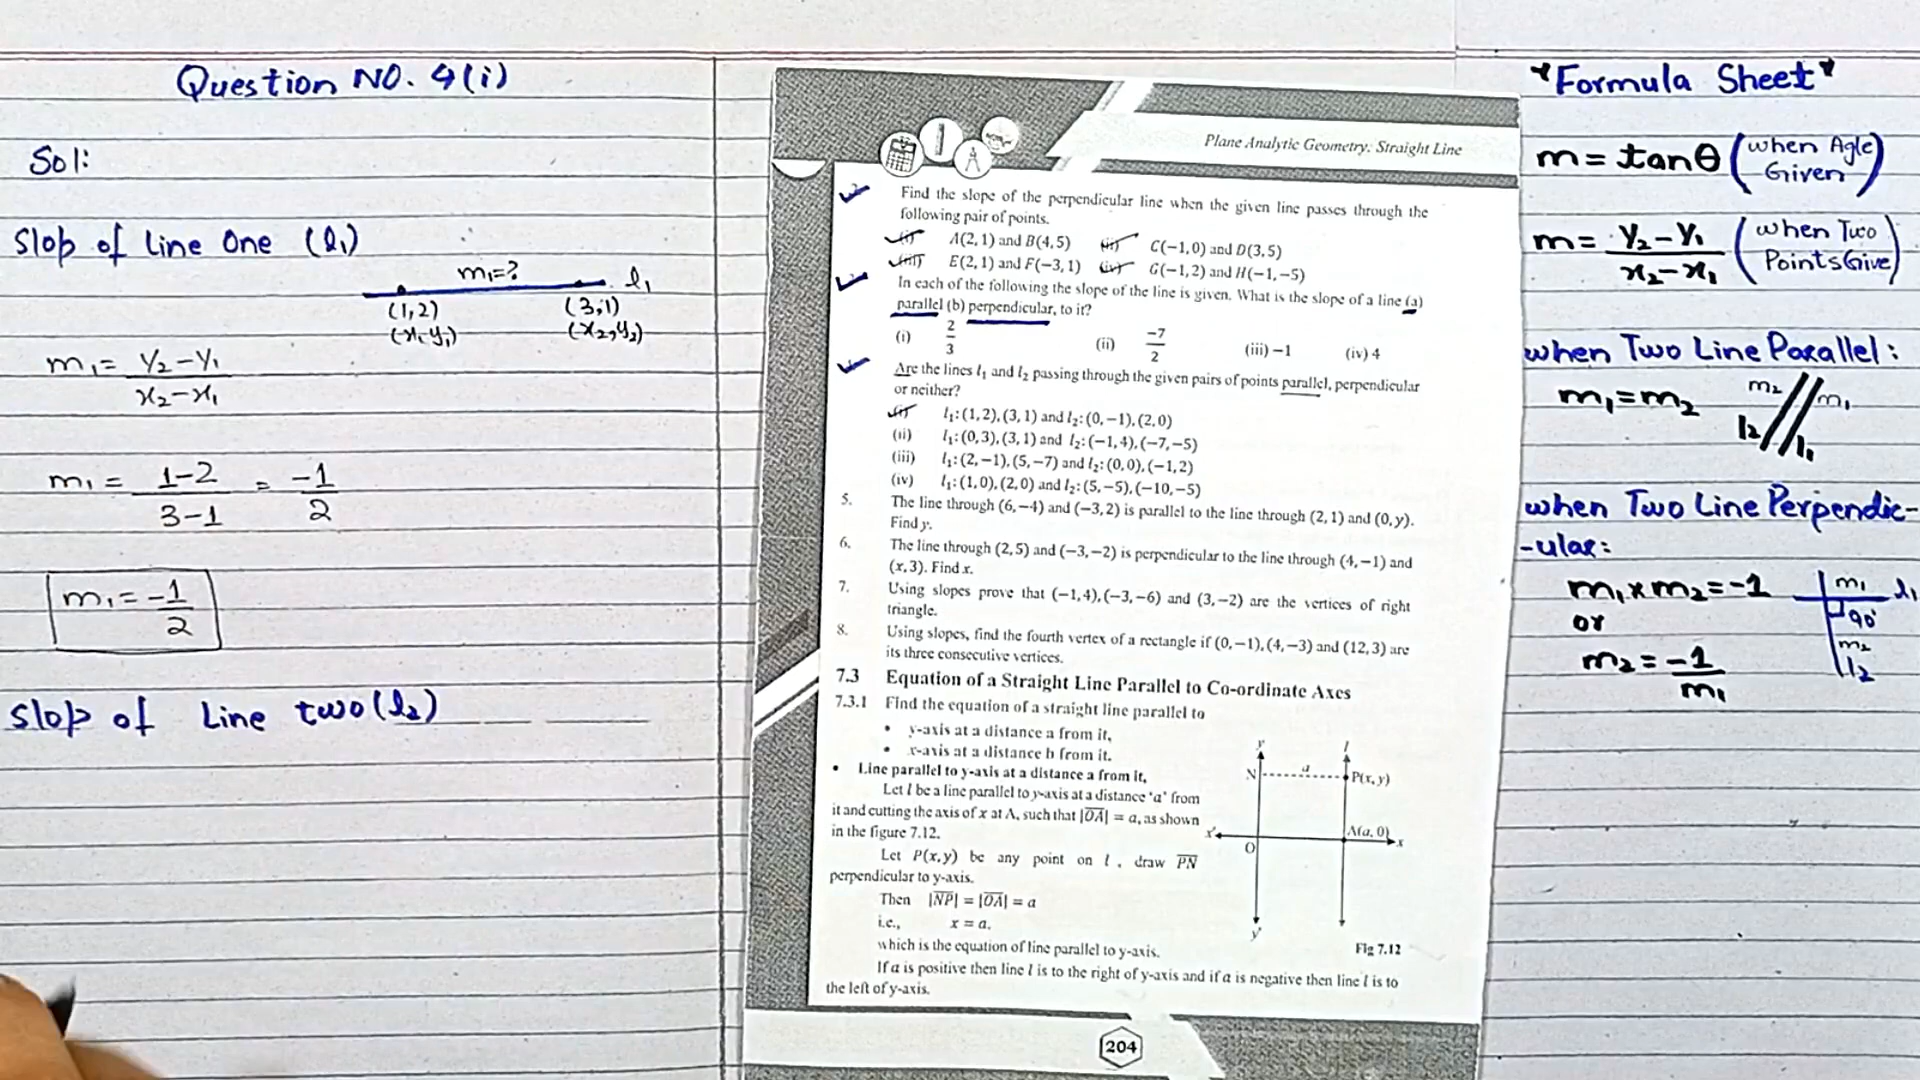 Question NO. 4(i)
Sol:
Slop of Line One (l₁)
m₁=?
l₁
(1,2)
(3,1)
(x₁,y₁)
(x₂,y₂)
m₁ = y₂-y₁
x₂-x₁
m₁ = 1-2 = -1
3-1 2
m₁ = -1
2
Slop of Line two (l₂)
Plane Analytic Geometry: Straight Line
Find the slope of the perpendicular line when the given line passes through the
following pair of points.
(i) A(2,1) and B(4,5) (ii) C(−1,0) and D(3,5)
(iii) E(2,1) and F(−3,1) (iv) G(−1,2) and H(−1,−5)
In each of the following the slope of the line is given. What is the slope of a line (a)
parallel (b) perpendicular, to it?
(i) 2/3 (ii) −7/2 (iii) −1 (iv) 4
Are the lines l₁ and l₂ passing through the given pairs of points parallel, perpendicular
or neither?
(i) l₁: (1,2), (3,1) and l₂: (0,−1), (2,0)
(ii) l₁: (0,3), (3,1) and l₂: (−1,4), (−7,−5)
(iii) l₁: (2,−1), (5,−7) and l₂: (0,0), (−1,2)
(iv) l₁: (1,0), (2,0) and l₂: (5,−5), (−10,−5)
5. The line through (6,−4) and (−3,2) is parallel to the line through (2,1) and (0,y).
Find y.
6. The line through (2,5) and (−3,−2) is perpendicular to the line through (4,−1) and
(x,3). Find x.
7. Using slopes prove that (−1,4), (−3,−6) and (3,−2) are the vertices of right
triangle.
8. Using slopes, find the fourth vertex of a rectangle if (0,−1), (4,−3) and (12,3) are
its three consecutive vertices.
7.3 Equation of a Straight Line Parallel to Co-ordinate Axes
7.3.1 Find the equation of a straight line parallel to
• y-axis at a distance a from it,
• x-axis at a distance b from it.
• Line parallel to y-axis at a distance a from it,
Let l be a line parallel to y-axis at a distance 'a' from
it and cutting the axis of x at A, such that |OA| = a, as shown
in the figure 7.12.
Let P(x,y) be any point on l, draw PN
perpendicular to y-axis.
Then |NP| = |OA| = a
i.e., x = a,
which is the equation of line parallel to y-axis.
If a is positive then line l is to the right of y-axis and if a is negative then line l is to
the left of y-axis.
y l
N a P(x, y)
x' O A(a, 0) x
y'
Fig 7.12
204
"Formula Sheet"
m = tanθ (when Agle
Given)
m = y₂-y₁ (when Two
x₂-x₁ Points Give)
when Two Line Parallel:
m₁=m₂
m₂ m₁
l₂ l₁
when Two Line Perpendic-
-ular:
m₁×m₂=-1
or
m₂ = -1
m₁
m₁ l₁
90°
m₂
l₂